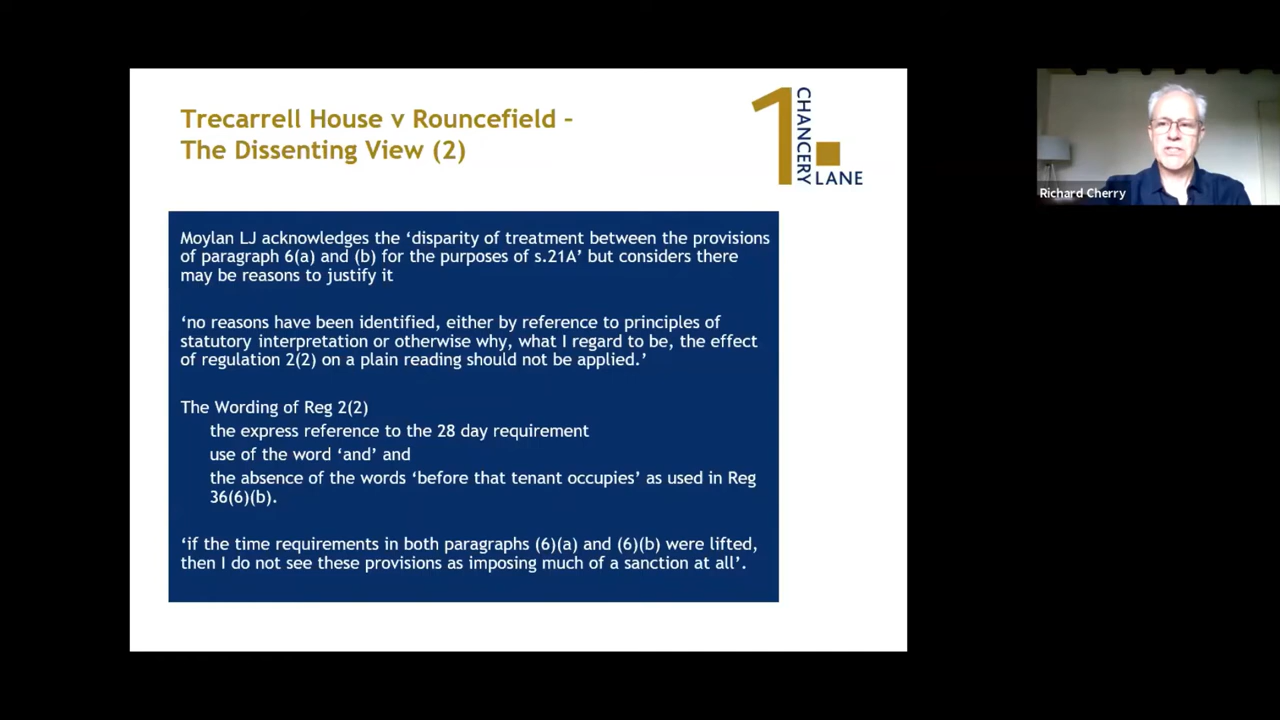 Trecarrell House v Rouncefield –
The Dissenting View (2)
1
CHANCERY
LANE
Richard Cherry
Moylan LJ acknowledges the ‘disparity of treatment between the provisions
of paragraph 6(a) and (b) for the purposes of s.21A’ but considers there
may be reasons to justify it
‘no reasons have been identified, either by reference to principles of
statutory interpretation or otherwise why, what I regard to be, the effect
of regulation 2(2) on a plain reading should not be applied.’
The Wording of Reg 2(2)
the express reference to the 28 day requirement
use of the word ‘and’ and
the absence of the words ‘before that tenant occupies’ as used in Reg
36(6)(b).
‘if the time requirements in both paragraphs (6)(a) and (6)(b) were lifted,
then I do not see these provisions as imposing much of a sanction at all’.